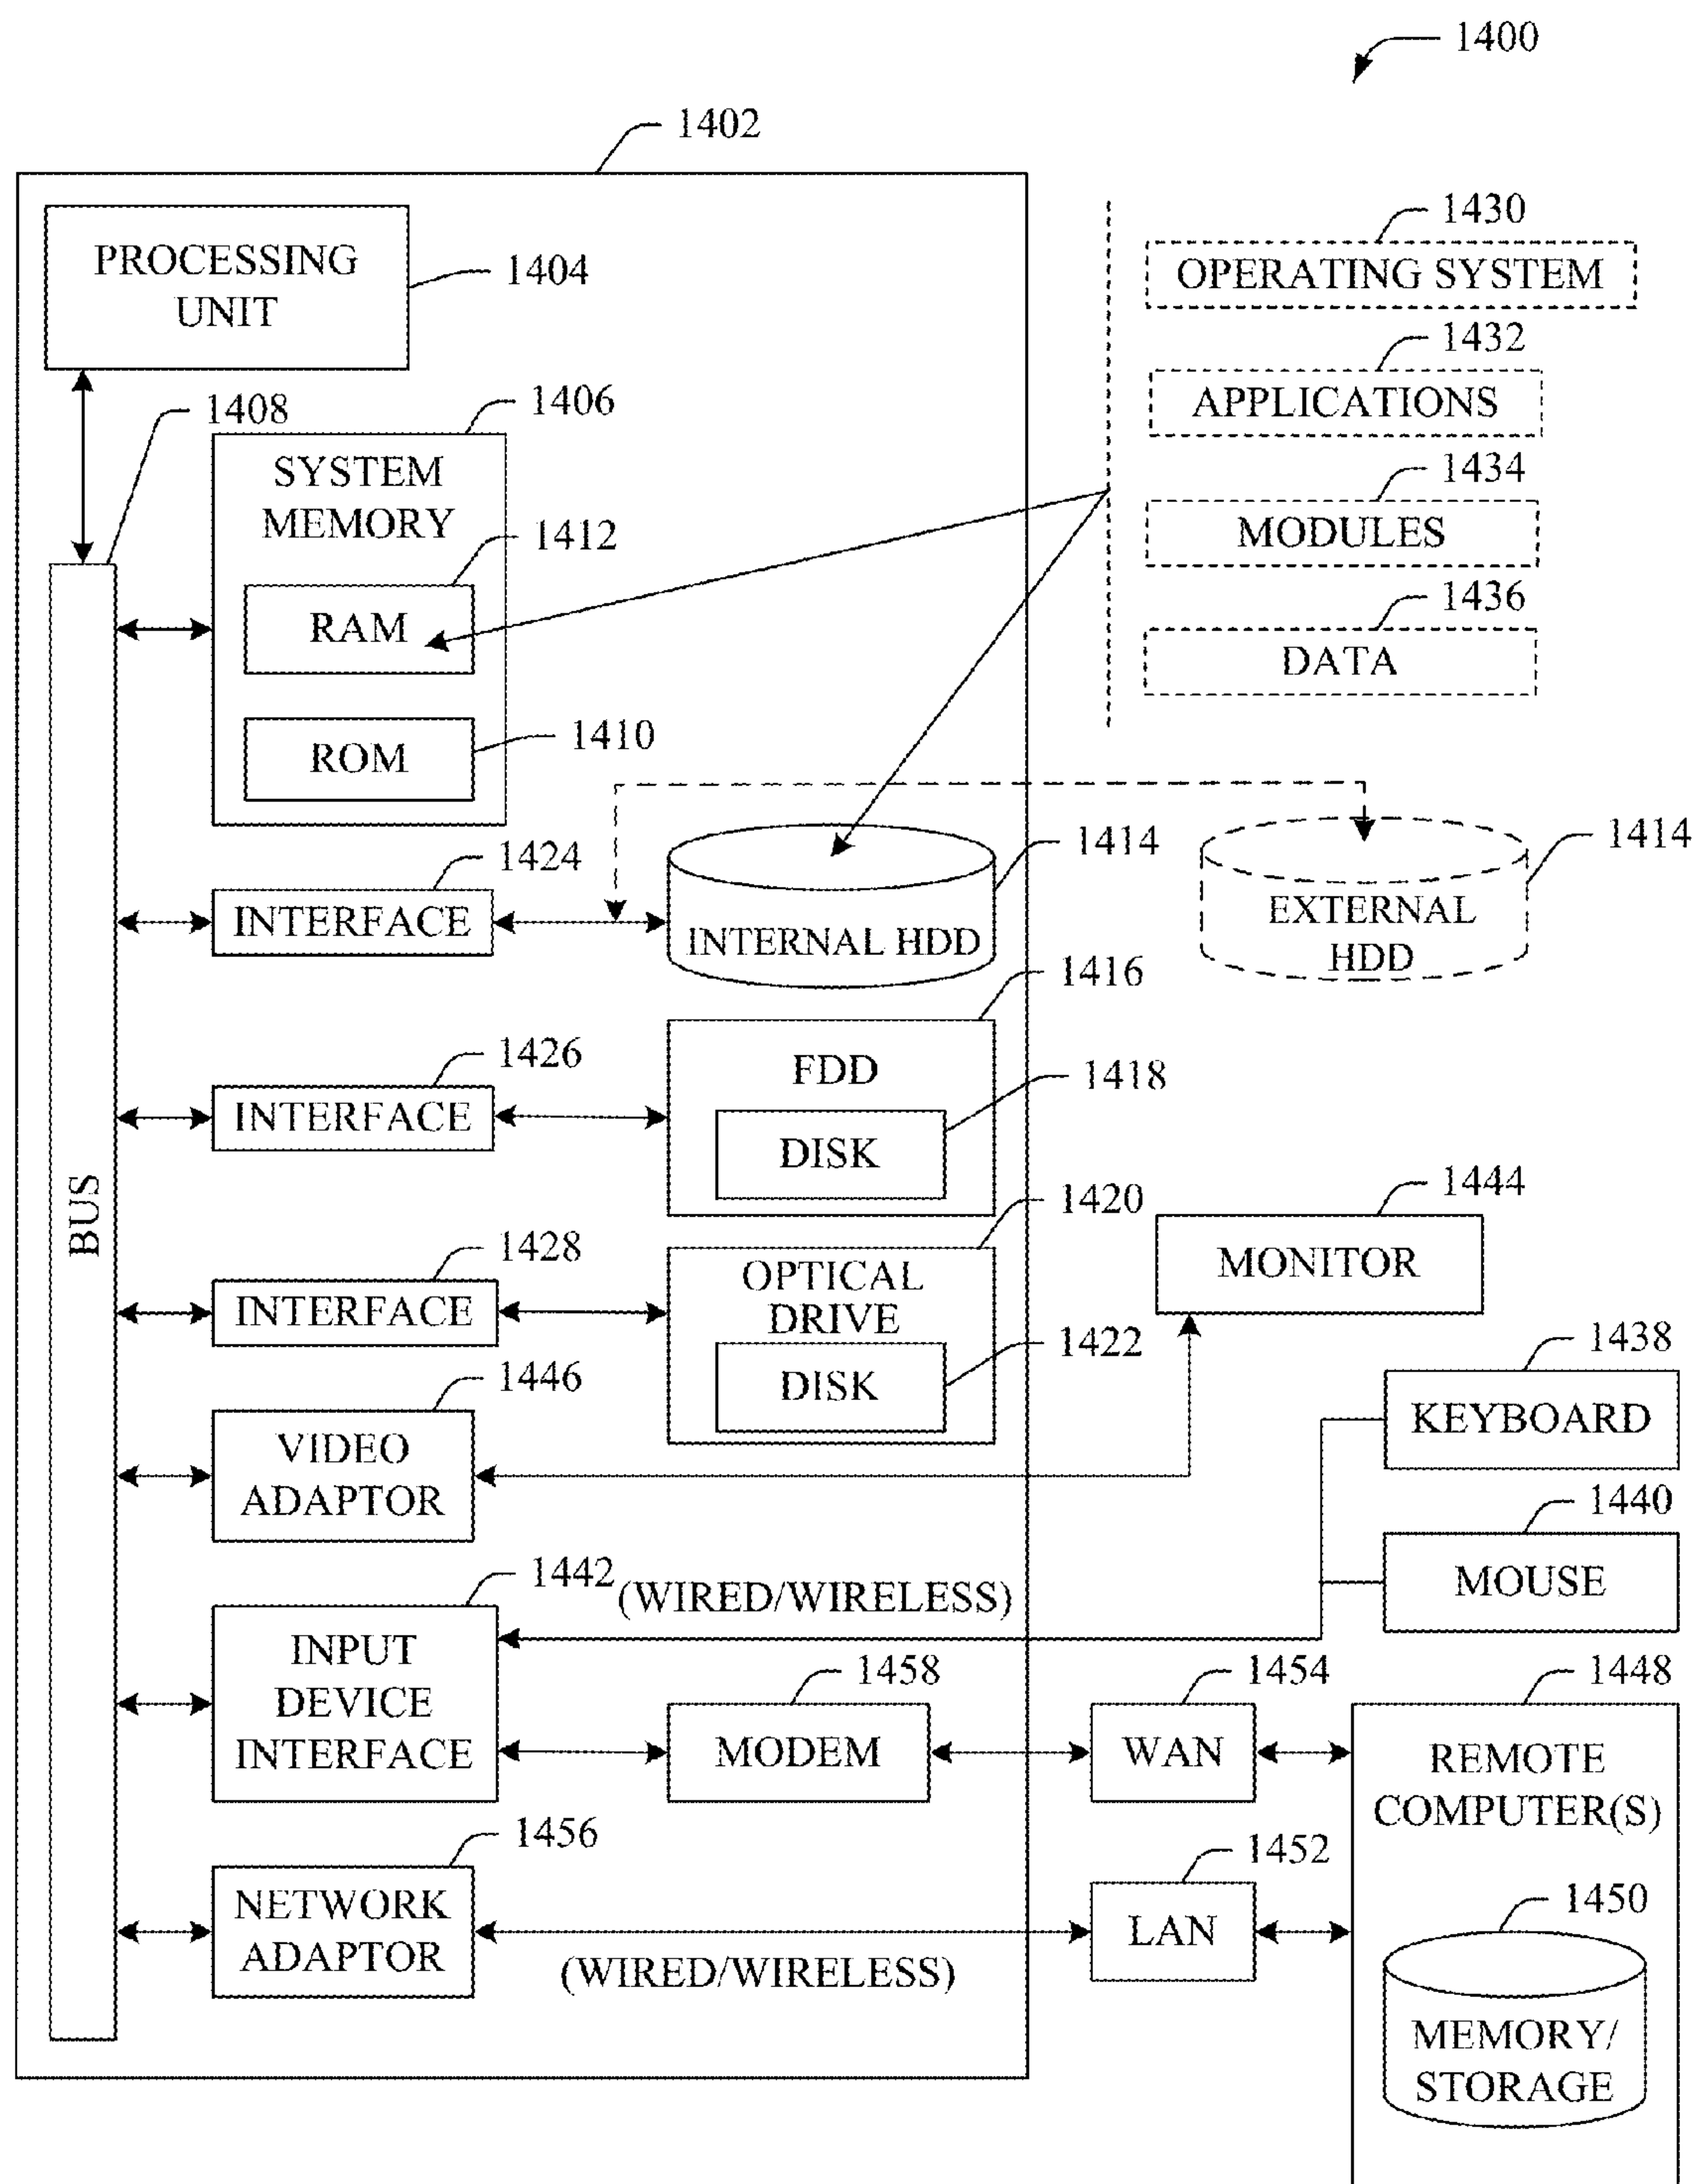 1400
1402
PROCESSING
UNIT
1404
1408
1406
SYSTEM
MEMORY
1412
RAM
1410
ROM
1430
OPERATING SYSTEM
1432
APPLICATIONS
1434
MODULES
1436
DATA
1424
INTERFACE
1414
INTERNAL HDD
1414
EXTERNAL
HDD
1426
INTERFACE
1416
FDD
1418
DISK
BUS
1428
INTERFACE
1420
OPTICAL
DRIVE
1422
DISK
1444
MONITOR
1446
VIDEO
ADAPTOR
1438
KEYBOARD
1440
MOUSE
1442
(WIRED/WIRELESS)
INPUT
DEVICE
INTERFACE
1458
MODEM
1454
WAN
1448
REMOTE
COMPUTER(S)
1456
NETWORK
ADAPTOR
(WIRED/WIRELESS)
1452
LAN
1450
MEMORY/
STORAGE